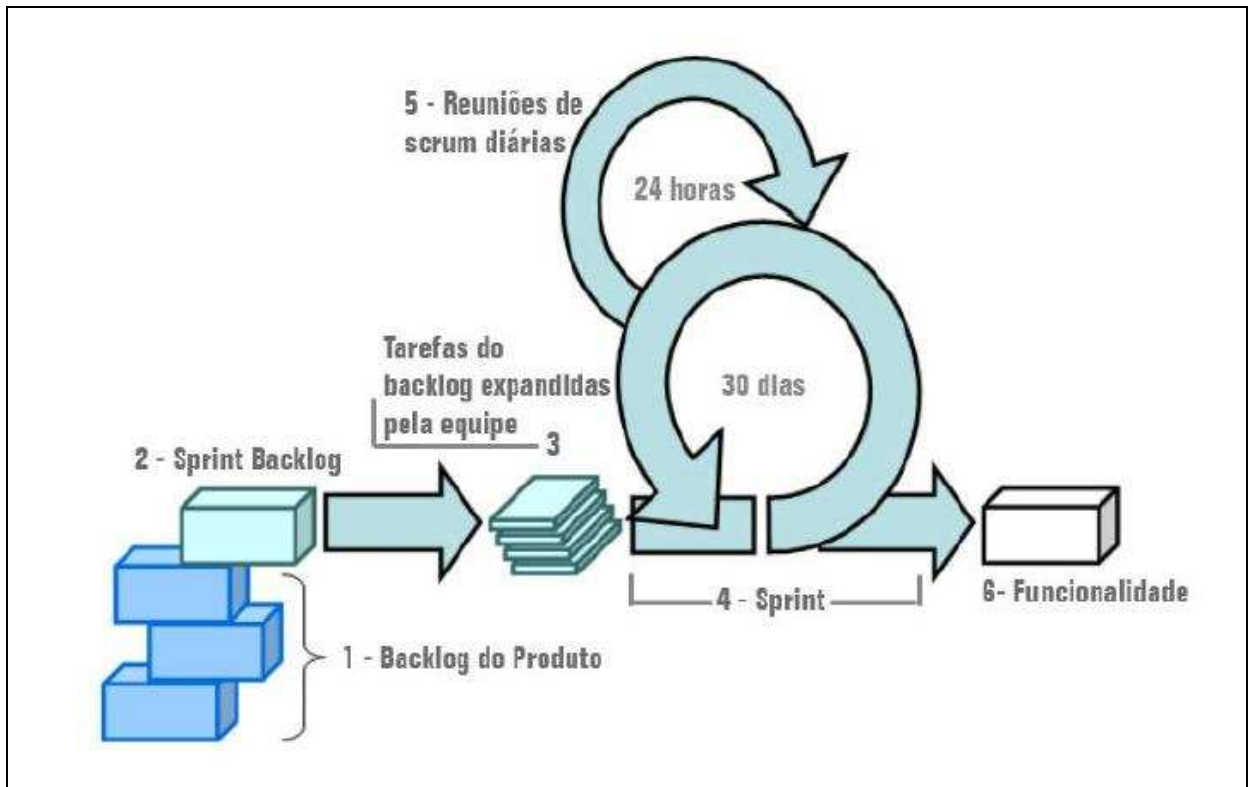 5 - Reuniões de
scrum diárias
24 horas
Tarefas do
backlog expandidas
pela equipe
3
30 dias
2 - Sprint Backlog
4 - Sprint
6- Funcionalidade
1 - Backlog do Produto